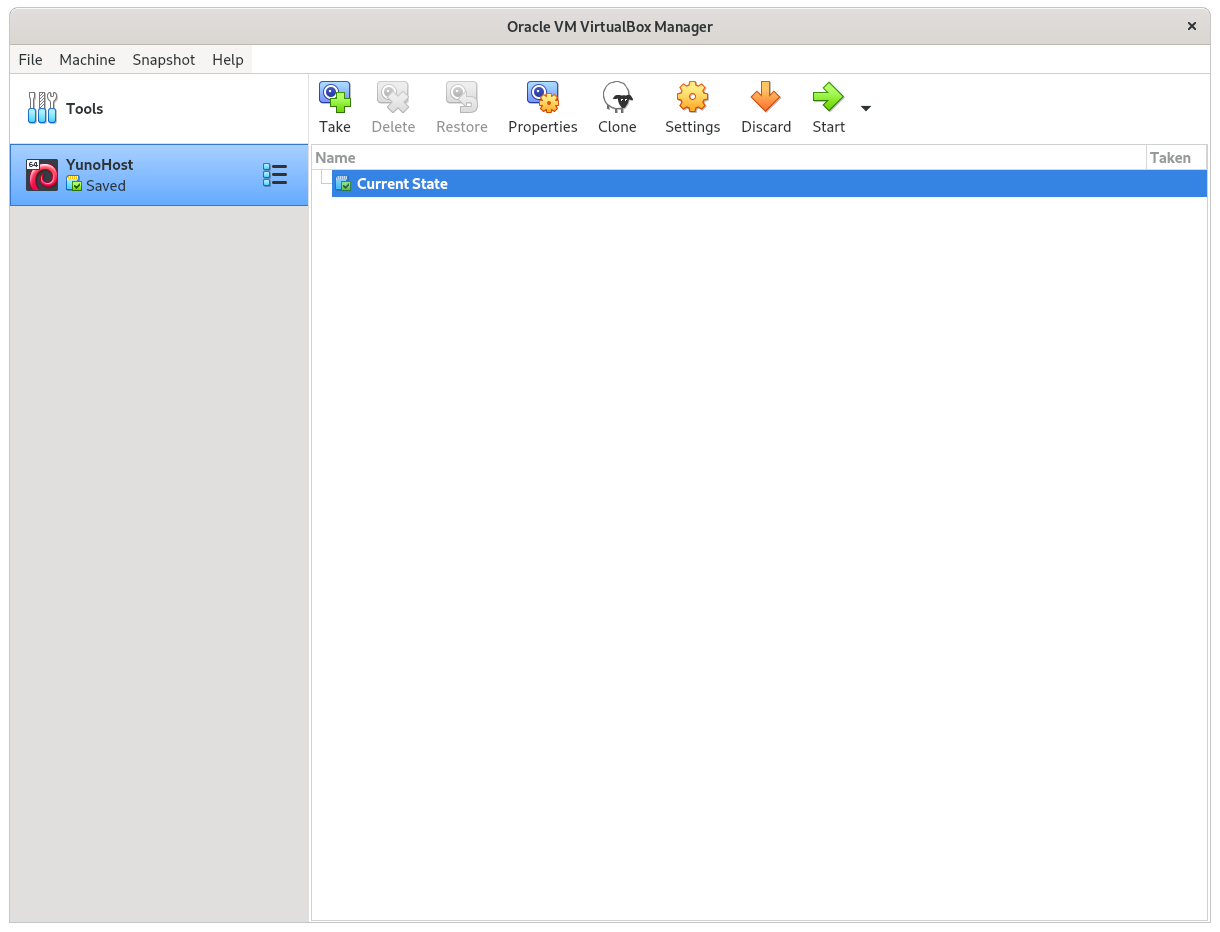 Oracle VM VirtualBox Manager
File Machine Snapshot Help
Tools
Take Delete Restore Properties Clone Settings Discard Start
64
YunoHost
Saved
Name Taken
Current State